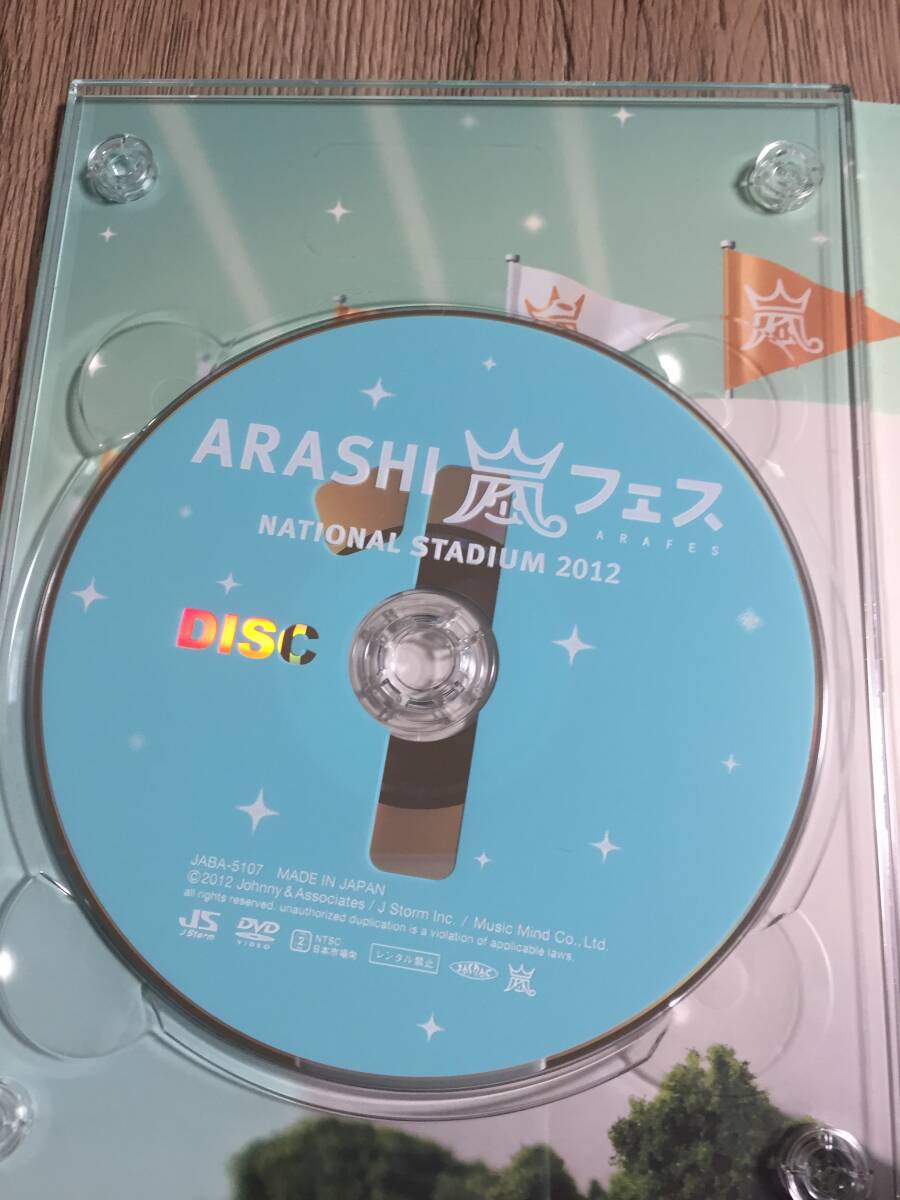 ARASHI 嵐フェス
ARAFES
NATIONAL STADIUM 2012
DISC 1
JABA-5107 MADE IN JAPAN
©2012 Johnny & Associates / J Storm Inc. / Music Mind Co., Ltd.
all rights reserved. unauthorized duplication is a violation of applicable laws.
JS
J Storm
DVD
VIDEO
2
NTSC
日本市場向
レンタル禁止
嵐
嵐
嵐